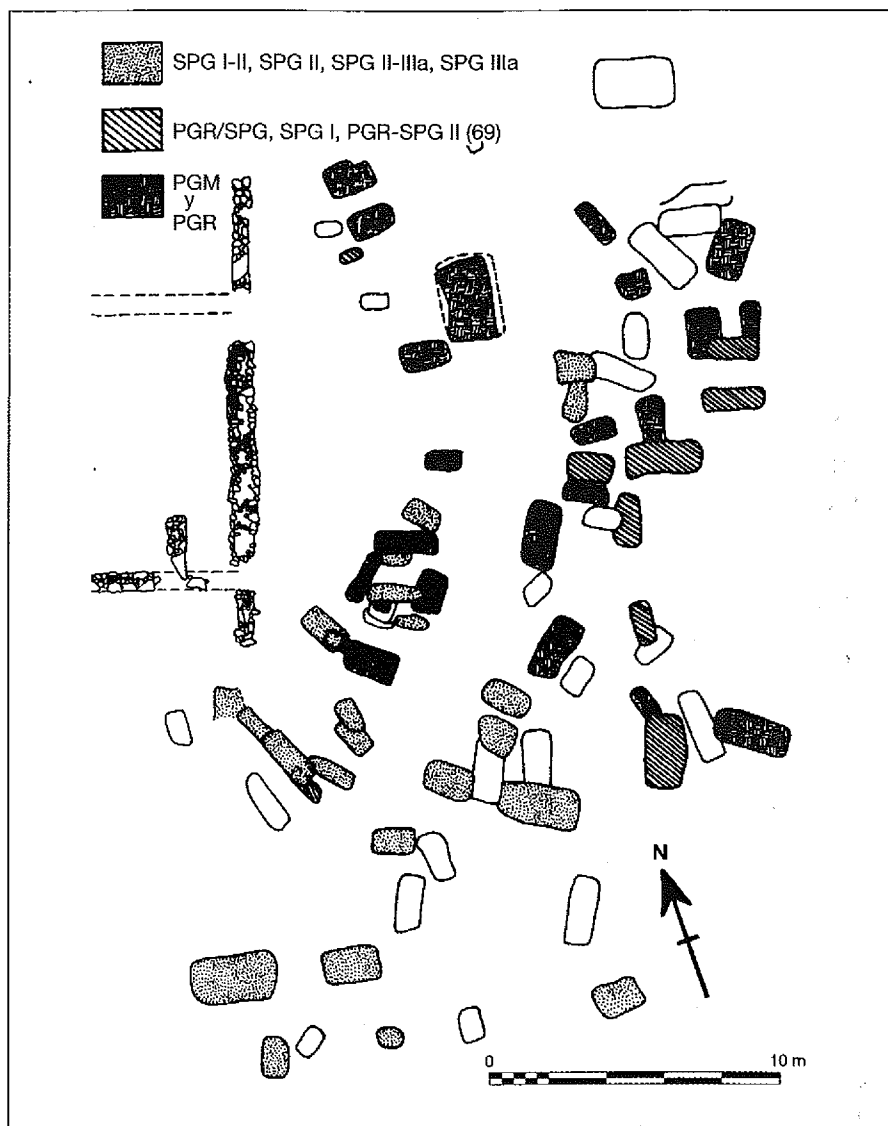 SPG I-II, SPG II, SPG II-IIIa, SPG IIIa
PGR/SPG, SPG I, PGR-SPG II (69)
PGM
y
PGR
N
0 10 m